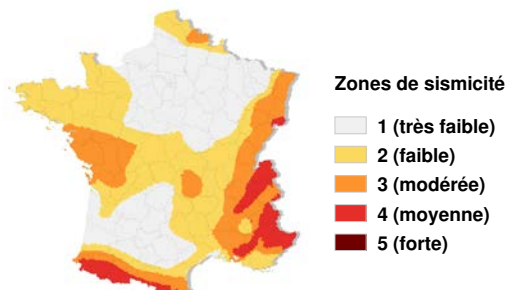 Zones de sismicité
1 (très faible)
2 (faible)
3 (modérée)
4 (moyenne)
5 (forte)